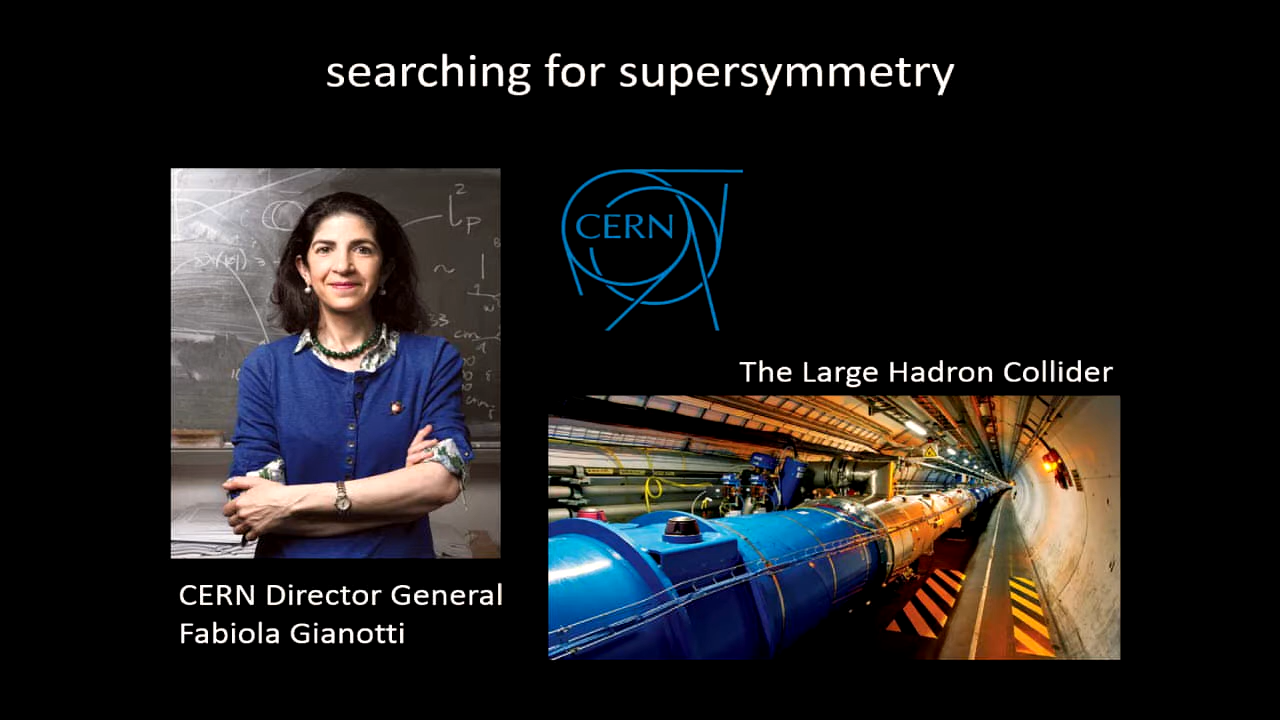 searching for supersymmetry
CERN
The Large Hadron Collider
CERN Director General
Fabiola Gianotti